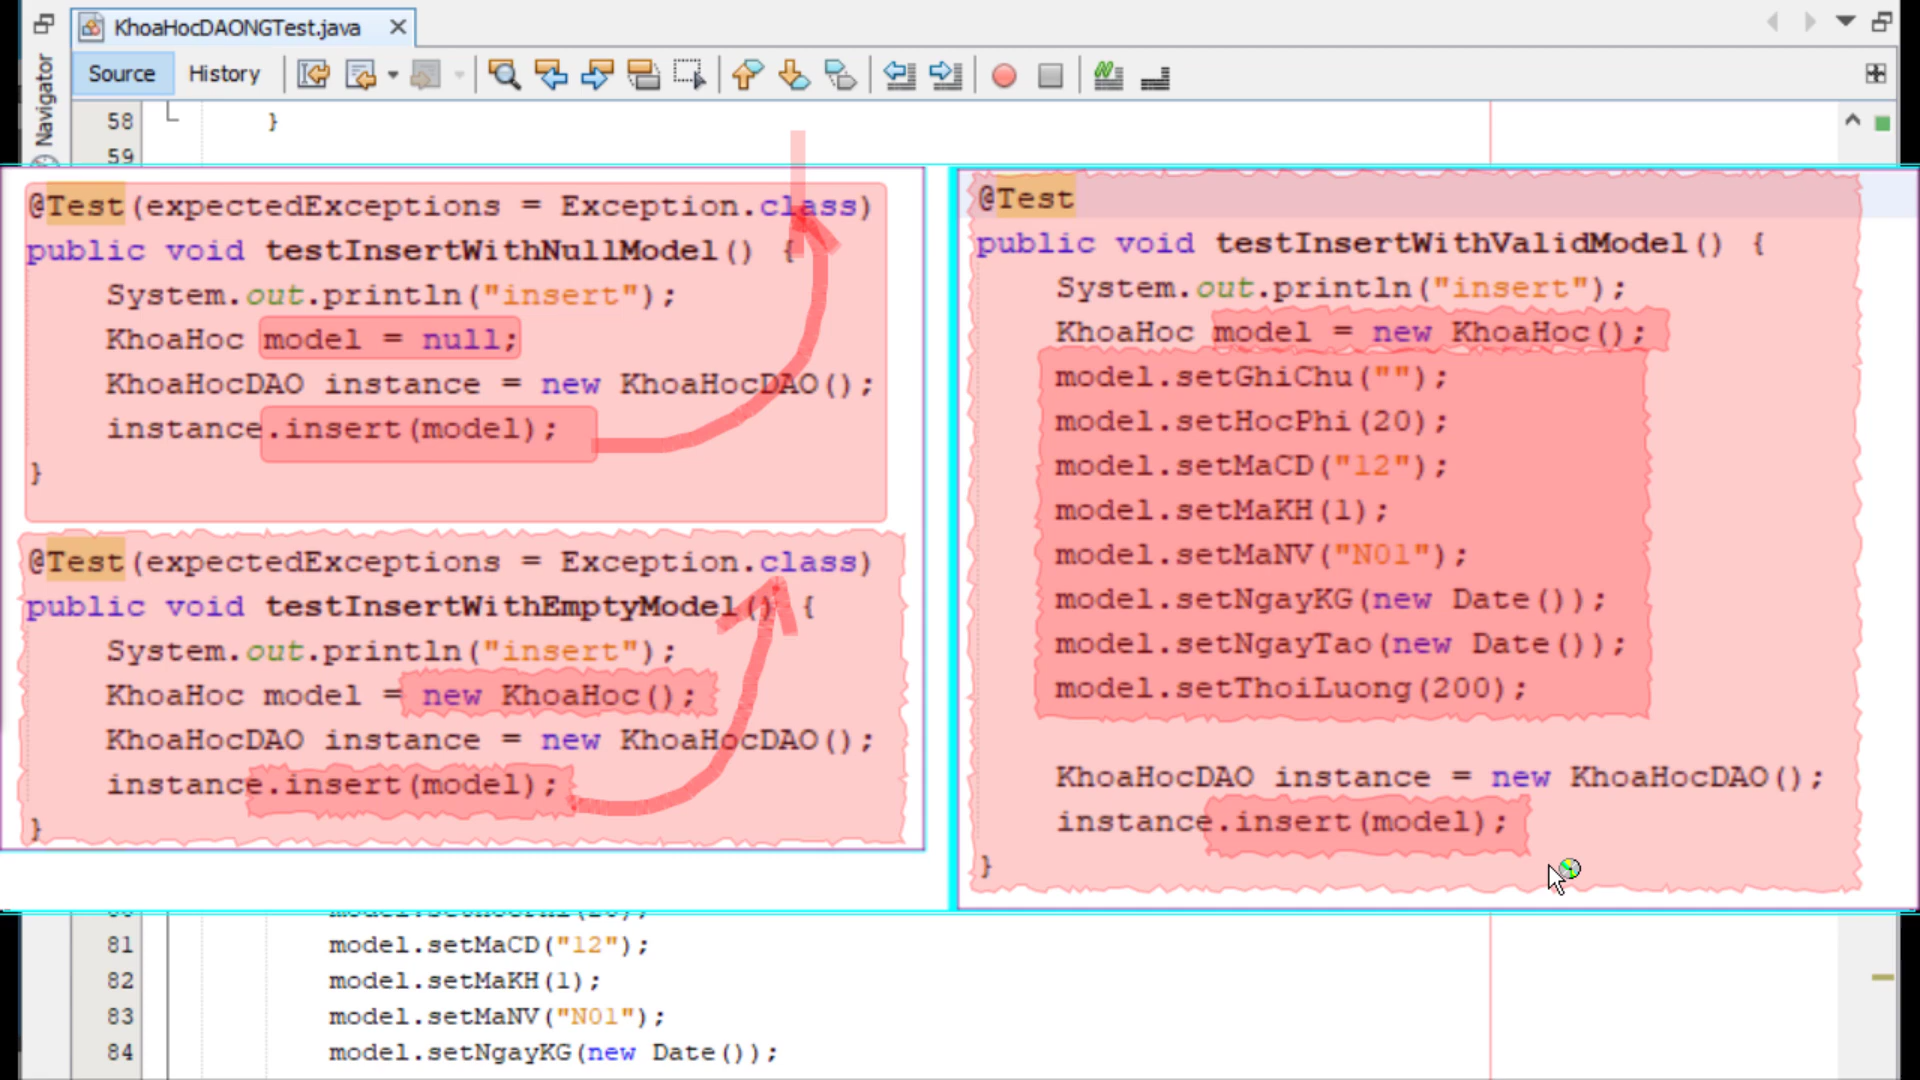 KhoaHocDAONGTest.java
Source History
Navigator
58 }
59
@Test(expectedExceptions = Exception.class)
public void testInsertWithNullModel() {
System.out.println("insert");
KhoaHoc model = null;
KhoaHocDAO instance = new KhoaHocDAO();
instance.insert(model);
}
@Test(expectedExceptions = Exception.class)
public void testInsertWithEmptyModel() {
System.out.println("insert");
KhoaHoc model = new KhoaHoc();
KhoaHocDAO instance = new KhoaHocDAO();
instance.insert(model);
}
@Test
public void testInsertWithValidModel() {
System.out.println("insert");
KhoaHoc model = new KhoaHoc();
model.setGhiChu("");
model.setHocPhi(20);
model.setMaCD("12");
model.setMaKH(1);
model.setMaNV("N01");
model.setNgayKG(new Date());
model.setNgayTao(new Date());
model.setThoiLuong(200);
KhoaHocDAO instance = new KhoaHocDAO();
instance.insert(model);
}
81 model.setMaCD("12");
82 model.setMaKH(1);
83 model.setMaNV("N01");
84 model.setNgayKG(new Date());